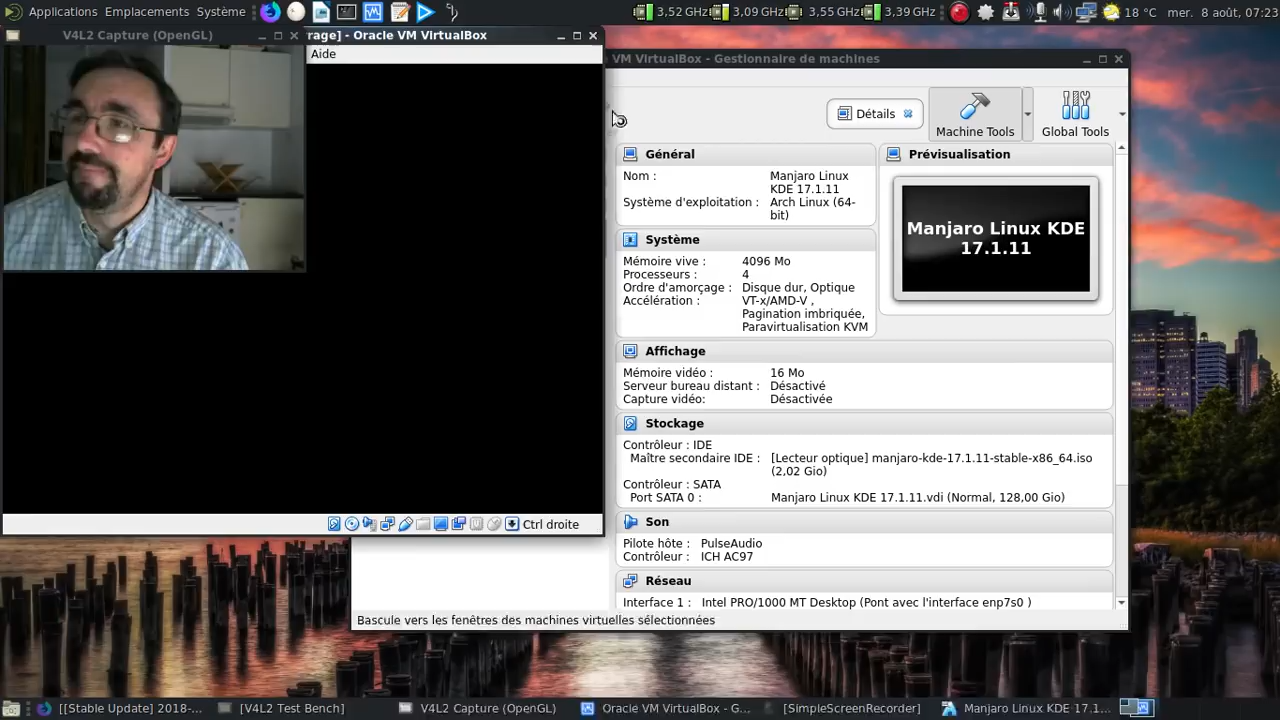 Applications Emplacements Système
3,52 GHz 3,09 GHz 3,55 GHz 3,39 GHz 18 °C mer. 8 août, 07:23
V4L2 Capture (OpenGL)
rage] - Oracle VM VirtualBox
Aide
VM VirtualBox - Gestionnaire de machines
Détails
Machine Tools
Global Tools
Général
Nom : Manjaro Linux
KDE 17.1.11
Système d'exploitation : Arch Linux (64-
bit)
Prévisualisation
Manjaro Linux KDE
17.1.11
Système
Mémoire vive : 4096 Mo
Processeurs : 4
Ordre d'amorçage : Disque dur, Optique
Accélération : VT-x/AMD-V ,
Pagination imbriquée,
Paravirtualisation KVM
Affichage
Mémoire vidéo : 16 Mo
Serveur bureau distant : Désactivé
Capture vidéo: Désactivée
Stockage
Contrôleur : IDE
Maître secondaire IDE : [Lecteur optique] manjaro-kde-17.1.11-stable-x86_64.iso
(2,02 Gio)
Contrôleur : SATA
Port SATA 0 : Manjaro Linux KDE 17.1.11.vdi (Normal, 128,00 Gio)
Son
Pilote hôte : PulseAudio
Contrôleur : ICH AC97
Réseau
Interface 1 : Intel PRO/1000 MT Desktop (Pont avec l'interface enp7s0 )
Ctrl droite
Bascule vers les fenêtres des machines virtuelles sélectionnées
[[Stable Update] 2018-... [V4L2 Test Bench] V4L2 Capture (OpenGL) Oracle VM VirtualBox - G... [SimpleScreenRecorder] Manjaro Linux KDE 17.1...